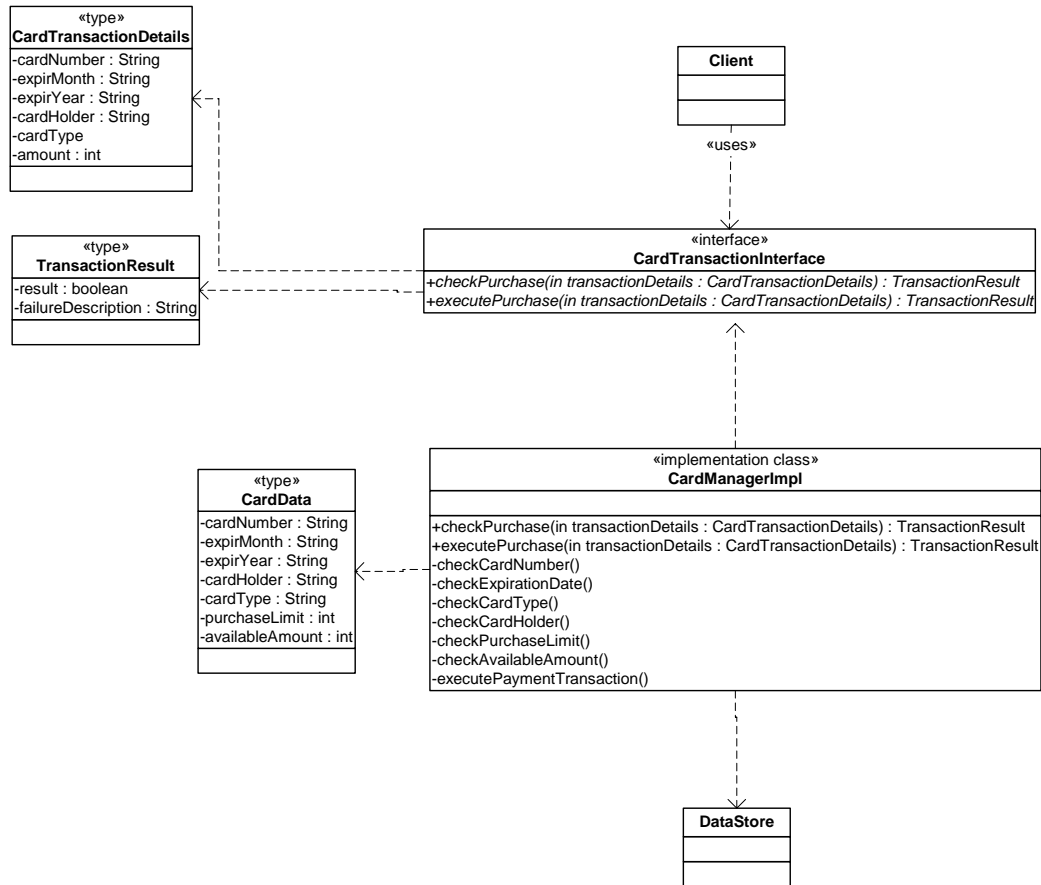 «type»
CardTransactionDetails
-cardNumber : String
-expirMonth : String
-expirYear : String
-cardHolder : String
-cardType
-amount : int
Client
«uses»
«type»
TransactionResult
-result : boolean
-failureDescription : String
«interface»
CardTransactionInterface
+checkPurchase(in transactionDetails : CardTransactionDetails) : TransactionResult
+executePurchase(in transactionDetails : CardTransactionDetails) : TransactionResult
«type»
CardData
-cardNumber : String
-expirMonth : String
-expirYear : String
-cardHolder : String
-cardType : String
-purchaseLimit : int
-availableAmount : int
«implementation class»
CardManagerImpl
+checkPurchase(in transactionDetails : CardTransactionDetails) : TransactionResult
+executePurchase(in transactionDetails : CardTransactionDetails) : TransactionResult
-checkCardNumber()
-checkExpirationDate()
-checkCardType()
-checkCardHolder()
-checkPurchaseLimit()
-checkAvailableAmount()
-executePaymentTransaction()
DataStore